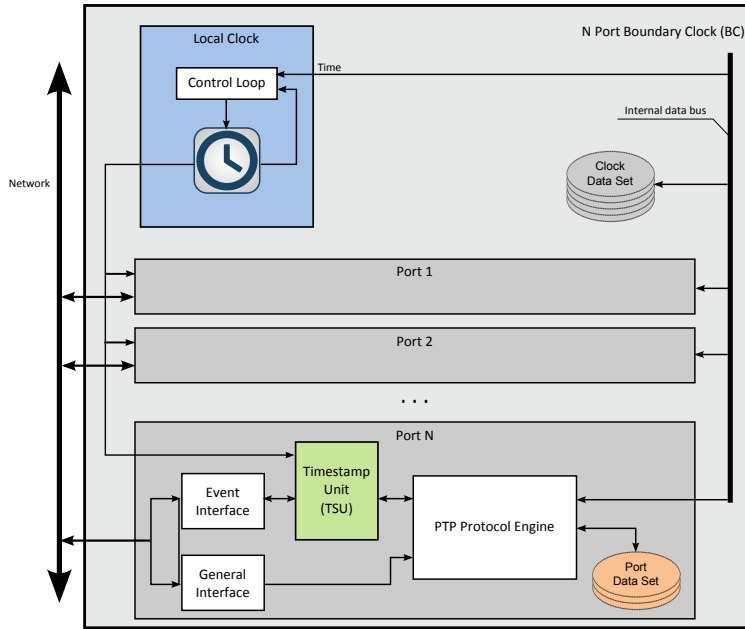 N Port Boundary Clock (BC)
Local Clock
Time
Control Loop
Internal data bus
Clock
Data Set
Network
Port 1
Port 2
. . .
Port N
Timestamp
Unit
(TSU)
Event
Interface
PTP Protocol Engine
General
Interface
Port
Data Set